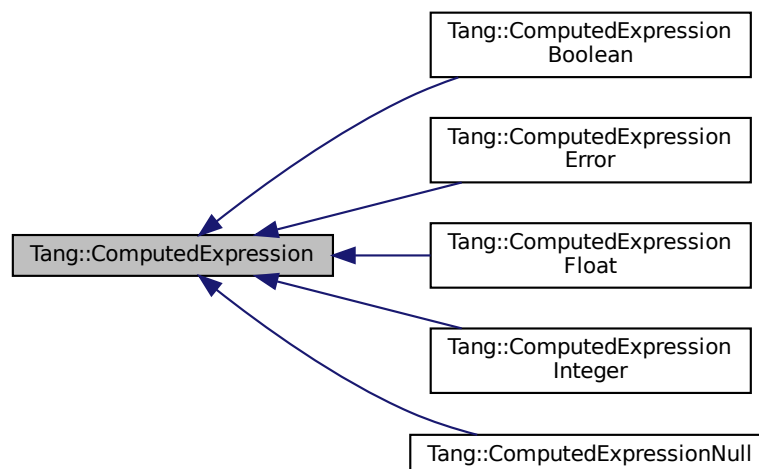 Tang::ComputedExpression
Boolean
Tang::ComputedExpression
Error
Tang::ComputedExpression
Tang::ComputedExpression
Float
Tang::ComputedExpression
Integer
Tang::ComputedExpressionNull